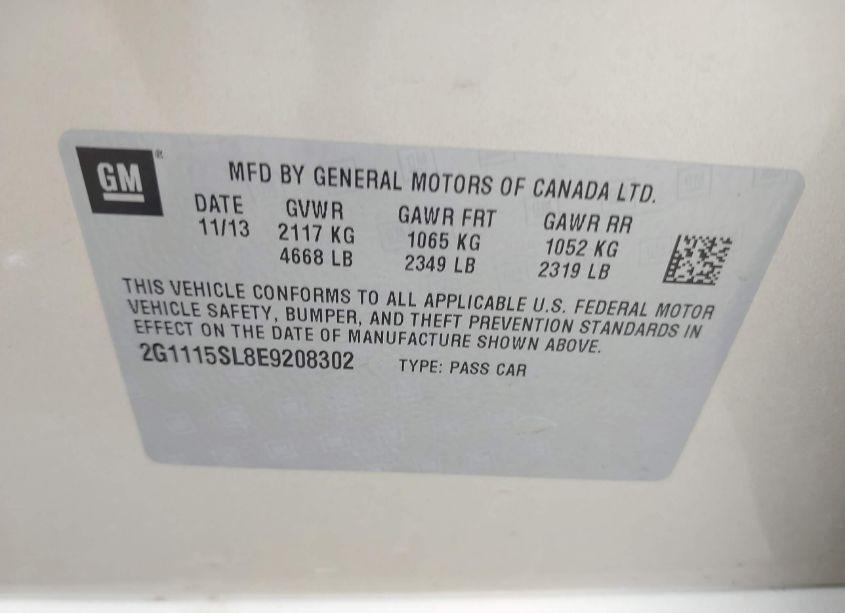 GM®
MFD BY GENERAL MOTORS OF CANADA LTD.
DATE GVWR GAWR FRT GAWR RR
11/13 2117 KG 1065 KG 1052 KG
4668 LB 2349 LB 2319 LB
THIS VEHICLE CONFORMS TO ALL APPLICABLE U.S. FEDERAL MOTOR
VEHICLE SAFETY, BUMPER, AND THEFT PREVENTION STANDARDS IN
EFFECT ON THE DATE OF MANUFACTURE SHOWN ABOVE.
2G1115SL8E9208302 TYPE: PASS CAR